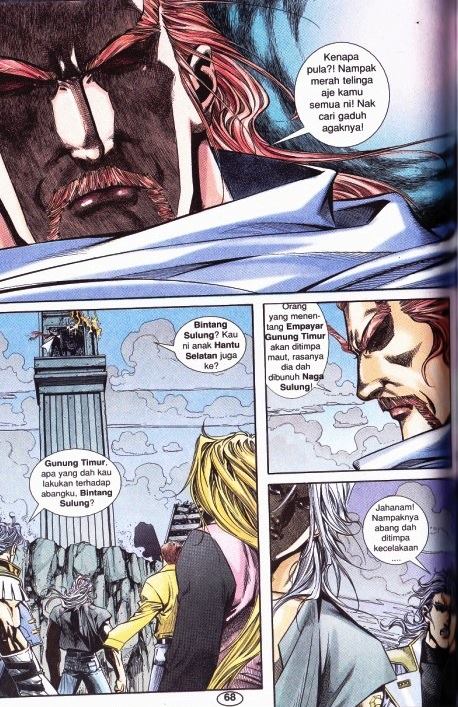 Kenapa
pula?! Nampak
merah telinga
aje kamu
semua ni! Nak
cari gaduh
agaknya!
Bintang
Sulung? Kau
ni anak Hantu
Selatan juga
ke?
Gunung Timur,
apa yang dah kau
lakukan terhadap
abangku, Bintang
Sulung?
Orang
yang menen-
tang Empayar
Gunung Timur
akan ditimpa
maut, rasanya
dia dah
dibunuh Naga
Sulung!
Jahanam!
Nampaknya
abang dah
ditimpa
kecelakaan
....
68